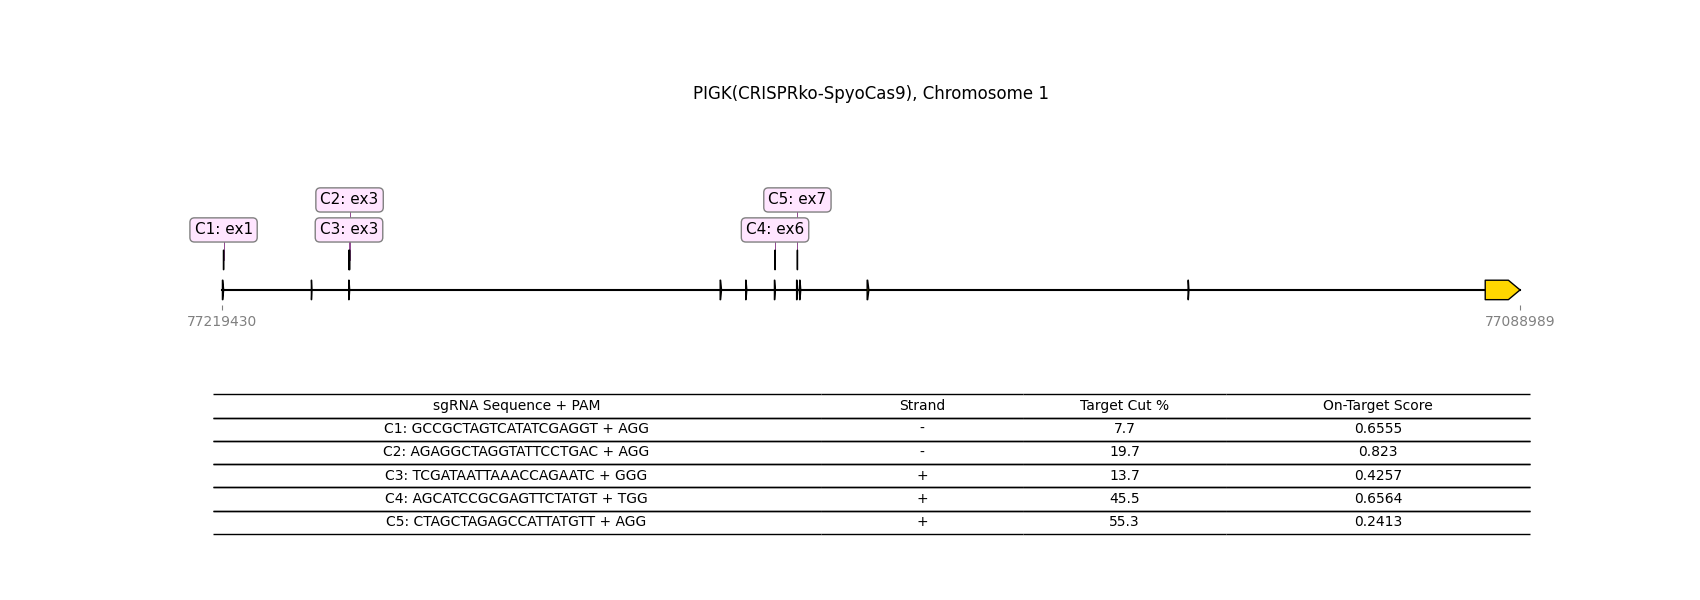 PIGK(CRISPRko-SpyoCas9), Chromosome 1
C2: ex3 C5: ex7
C1: ex1 C3: ex3 C4: ex6
77219430 77088989
sgRNA Sequence + PAM Strand Target Cut % On-Target Score
C1: GCCGCTAGTCATATCGAGGT + AGG - 7.7 0.6555
C2: AGAGGCTAGGTATTCCTGAC + AGG - 19.7 0.823
C3: TCGATAATTAAACCAGAATC + GGG + 13.7 0.4257
C4: AGCATCCGCGAGTTCTATGT + TGG + 45.5 0.6564
C5: CTAGCTAGAGCCATTATGTT + AGG + 55.3 0.2413